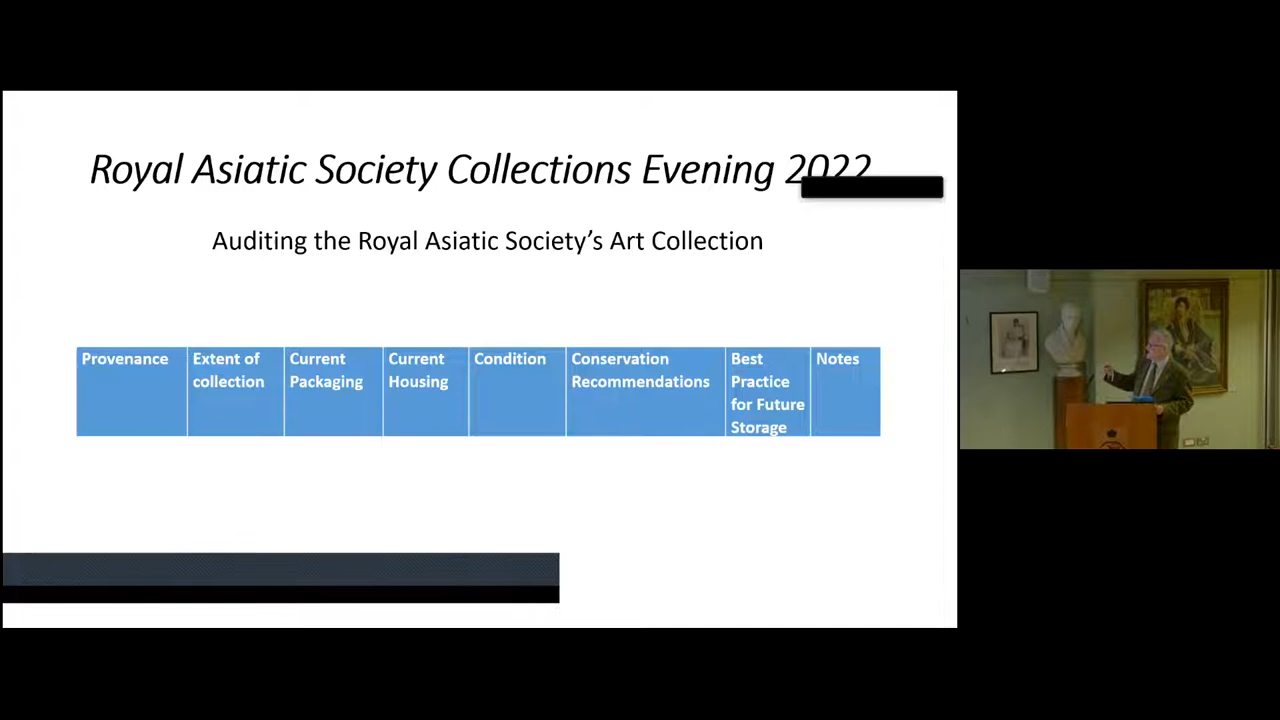 Royal Asiatic Society Collections Evening 2022
Auditing the Royal Asiatic Society’s Art Collection
Provenance
Extent of
collection
Current
Packaging
Current
Housing
Condition
Conservation
Recommendations
Best
Practice
for Future
Storage
Notes